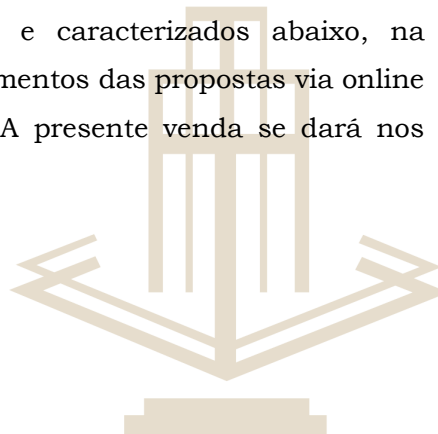 e caracterizados abaixo, na
mentos das propostas via online
A presente venda se dará nos